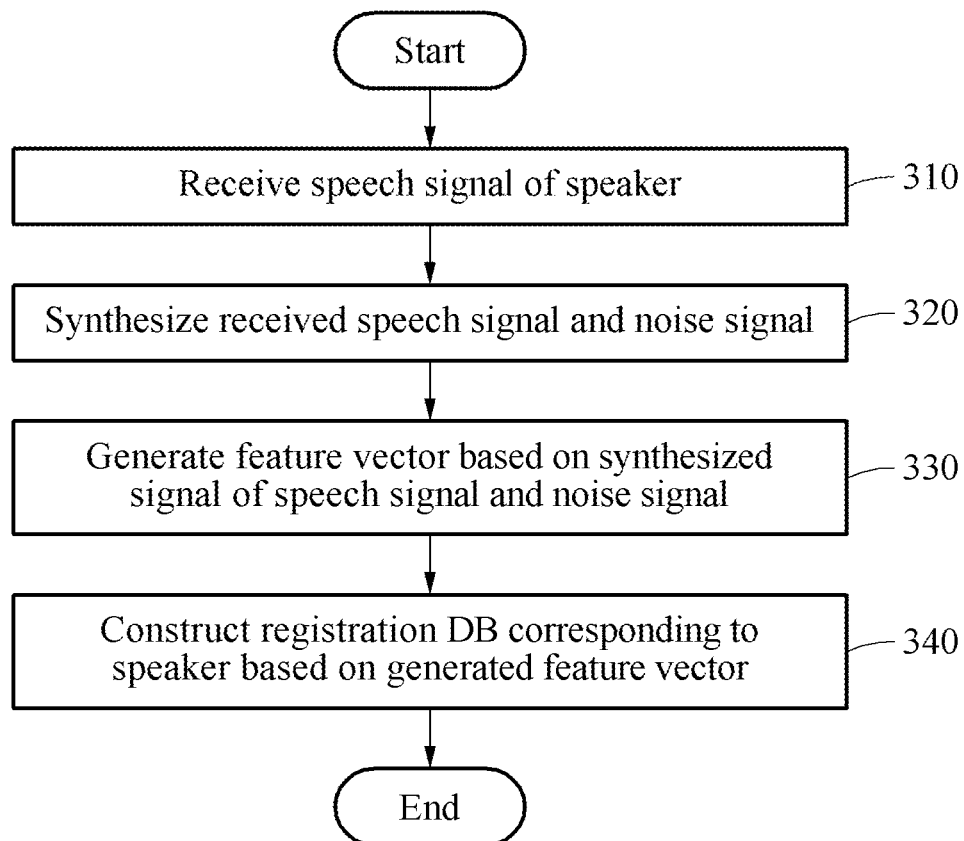 Start
Receive speech signal of speaker
310
Synthesize received speech signal and noise signal
320
Generate feature vector based on synthesized
signal of speech signal and noise signal
330
Construct registration DB corresponding to
speaker based on generated feature vector
340
End